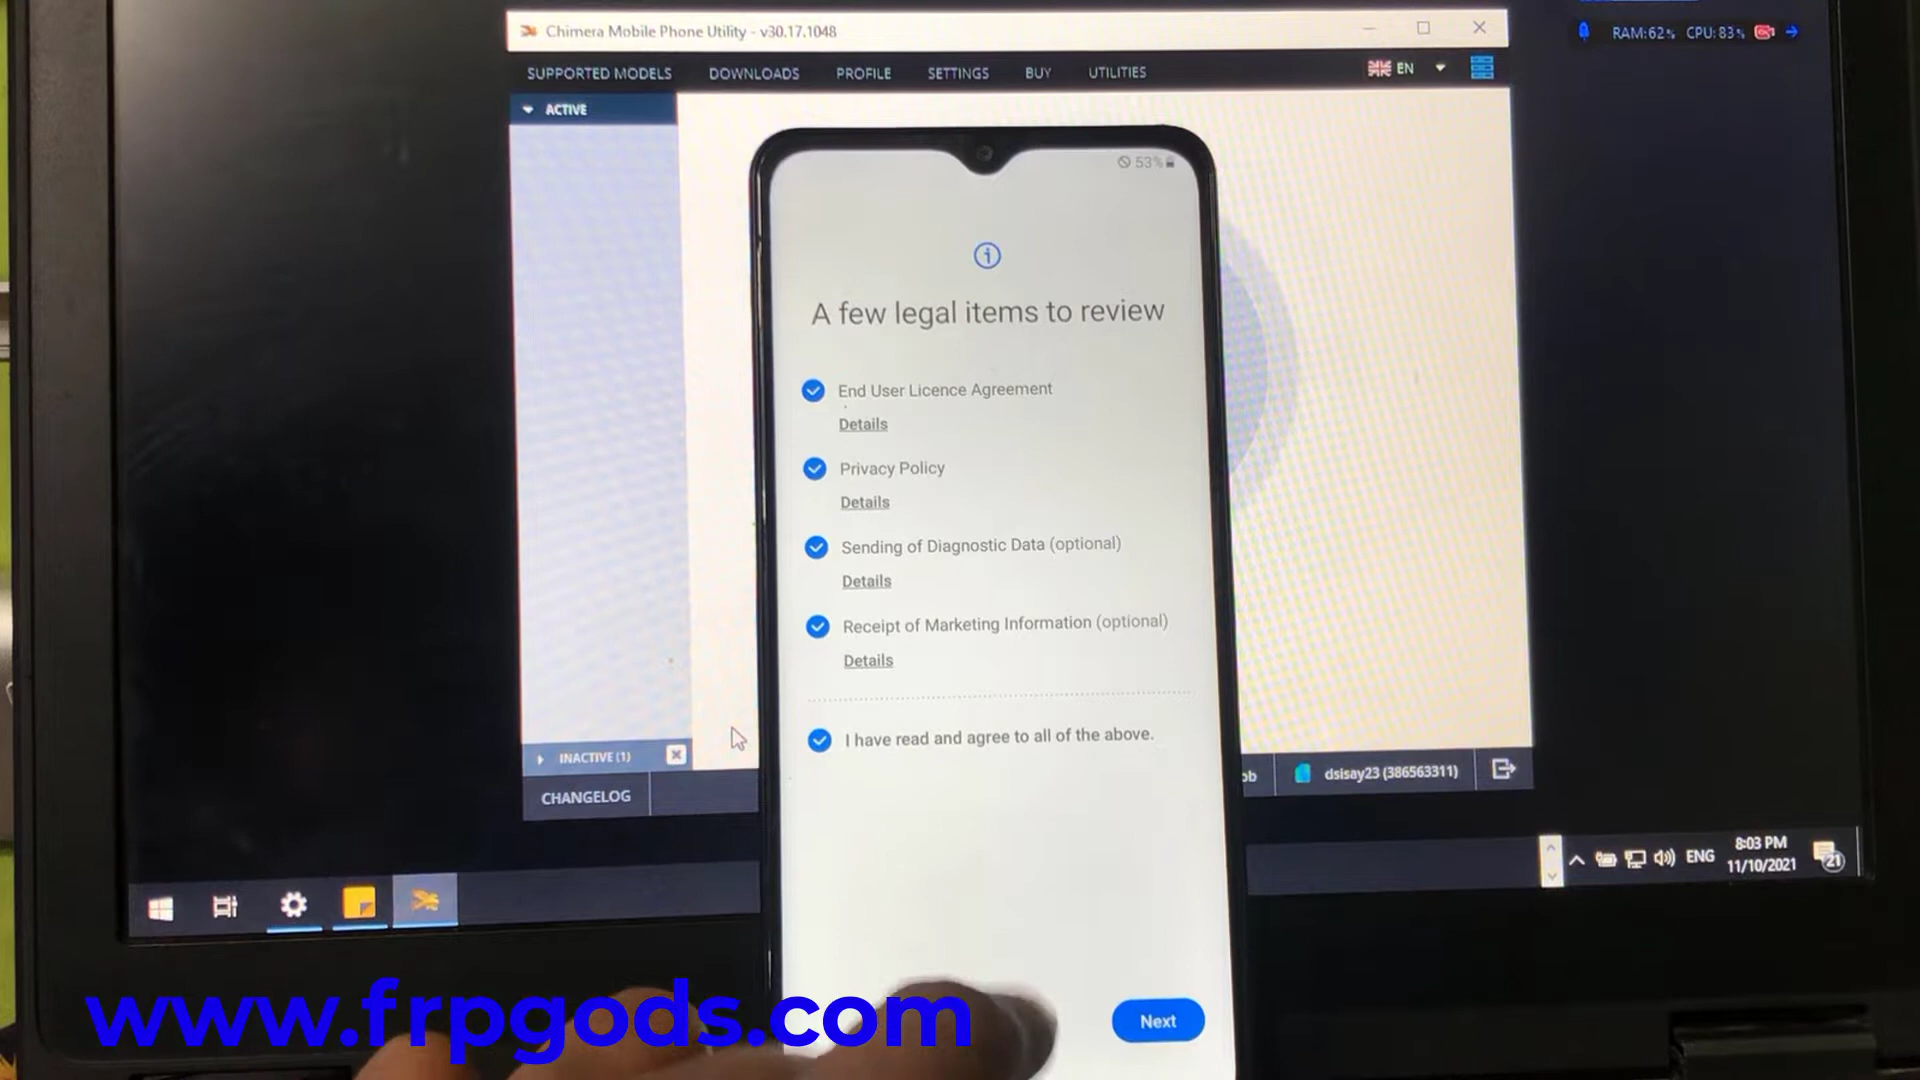 Chimera Mobile Phone Utility - v30.17.1048
RAM:62% CPU: 83%
SUPPORTED MODELS DOWNLOADS PROFILE SETTINGS BUY UTILITIES EN
ACTIVE
53%
A few legal items to review
End User Licence Agreement
Details
Privacy Policy
Details
Sending of Diagnostic Data (optional)
Details
Receipt of Marketing Information (optional)
Details
I have read and agree to all of the above.
INACTIVE (1)
CHANGELOG
ob
dsisay23 (386563311)
ENG
8:03 PM
11/10/2021
21
Next
www.frpgods.com